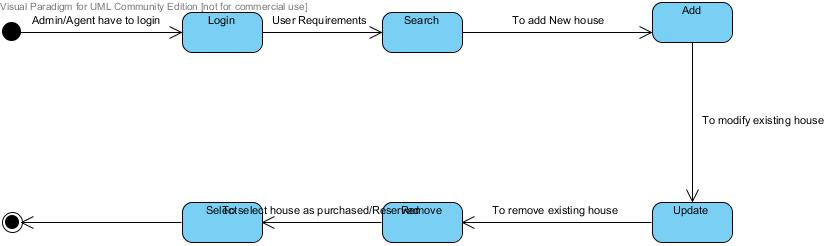 Visual Paradigm for UML Community Edition [not for commercial use]
Admin/Agent have to login
Login
User Requirements
Search
To add New house
Add
To modify existing house
Select
To select house as purchased/Reserved
Remove
To remove existing house
Update